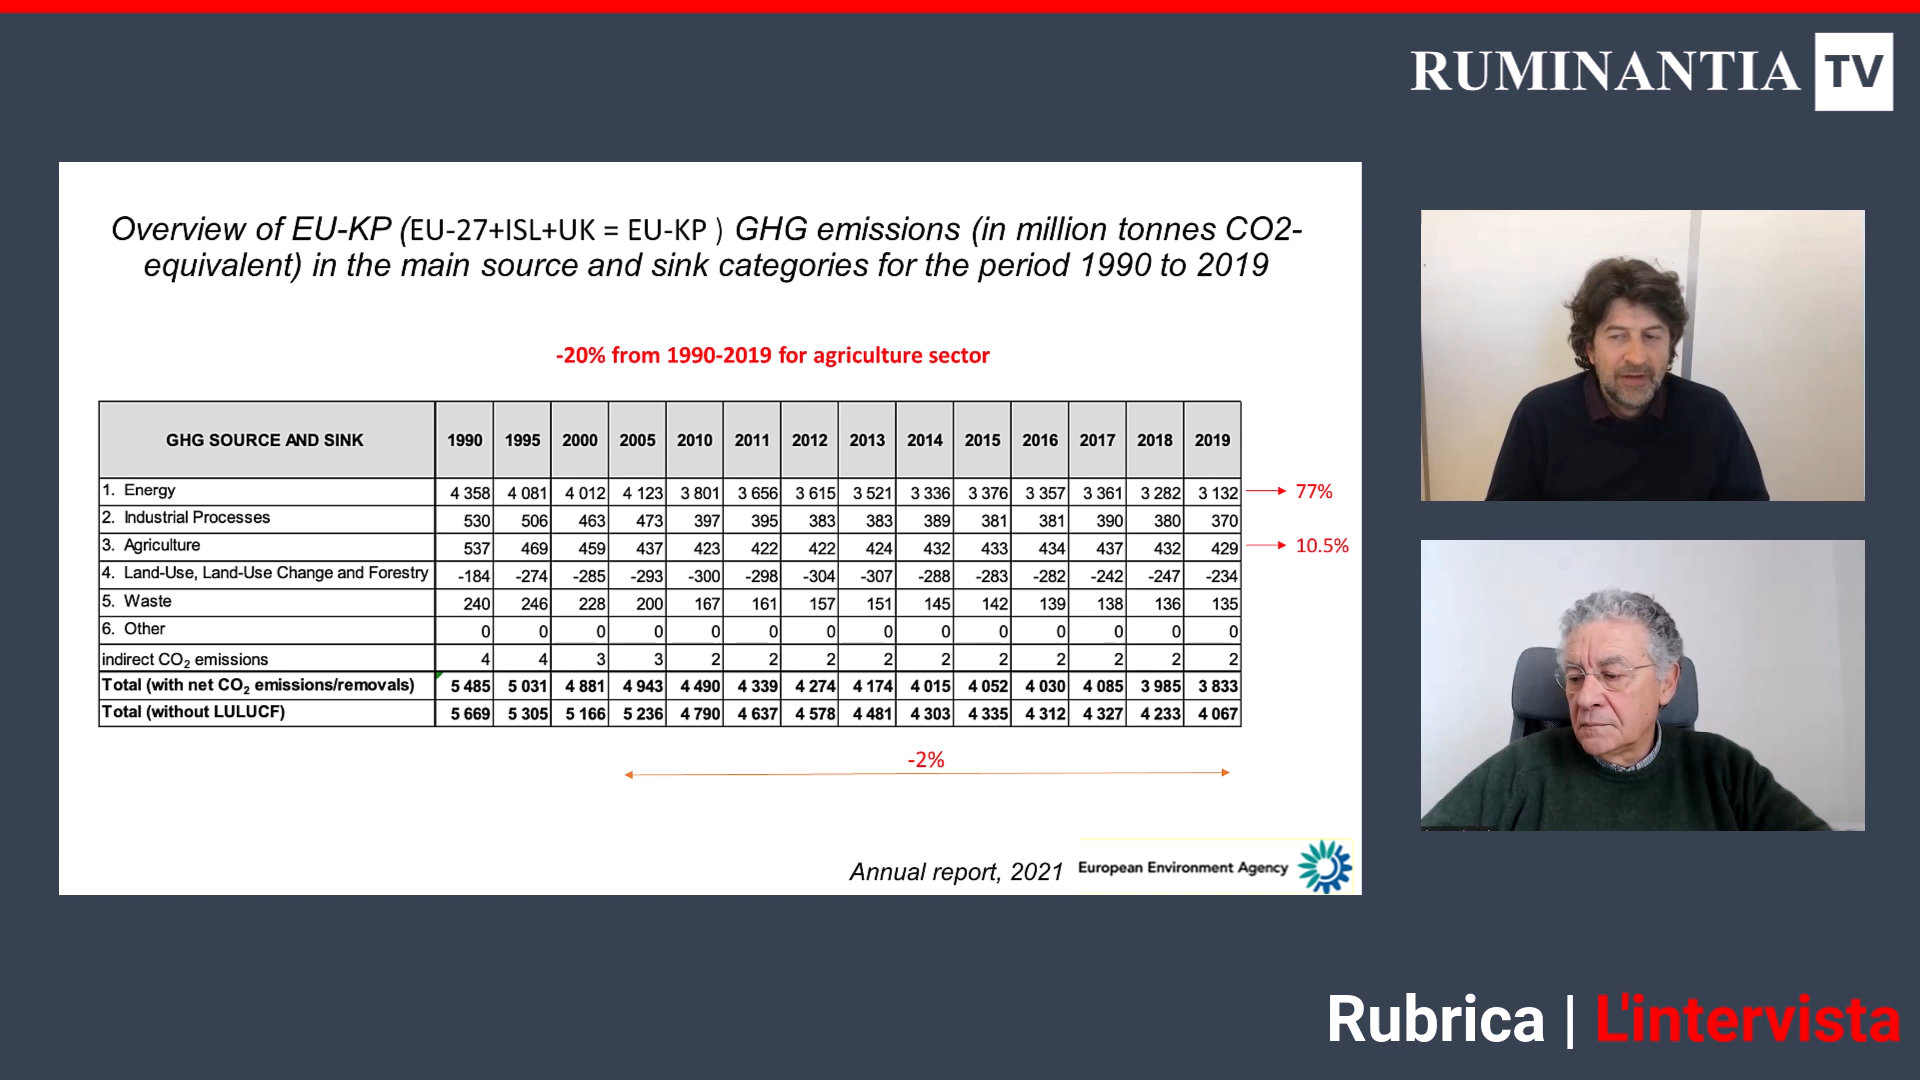 RUMINANTIA TV
Overview of EU-KP (EU-27+ISL+UK = EU-KP ) GHG emissions (in million tonnes CO2-
equivalent) in the main source and sink categories for the period 1990 to 2019
-20% from 1990-2019 for agriculture sector
GHG SOURCE AND SINK 1990 1995 2000 2005 2010 2011 2012 2013 2014 2015 2016 2017 2018 2019
1. Energy 4 358 4 081 4 012 4 123 3 801 3 656 3 615 3 521 3 336 3 376 3 357 3 361 3 282 3 132 77%
2. Industrial Processes 530 506 463 473 397 395 383 383 389 381 381 390 380 370
3. Agriculture 537 469 459 437 423 422 422 424 432 433 434 437 432 429 10.5%
4. Land-Use, Land-Use Change and Forestry -184 -274 -285 -293 -300 -298 -304 -307 -288 -283 -282 -242 -247 -234
5. Waste 240 246 228 200 167 161 157 151 145 142 139 138 136 135
6. Other 0 0 0 0 0 0 0 0 0 0 0 0 0 0
indirect CO2 emissions 4 4 3 3 2 2 2 2 2 2 2 2 2 2
Total (with net CO2 emissions/removals) 5 485 5 031 4 881 4 943 4 490 4 339 4 274 4 174 4 015 4 052 4 030 4 085 3 985 3 833
Total (without LULUCF) 5 669 5 305 5 166 5 236 4 790 4 637 4 578 4 481 4 303 4 335 4 312 4 327 4 233 4 067
-2%
Annual report, 2021 European Environment Agency
Rubrica | L'intervista